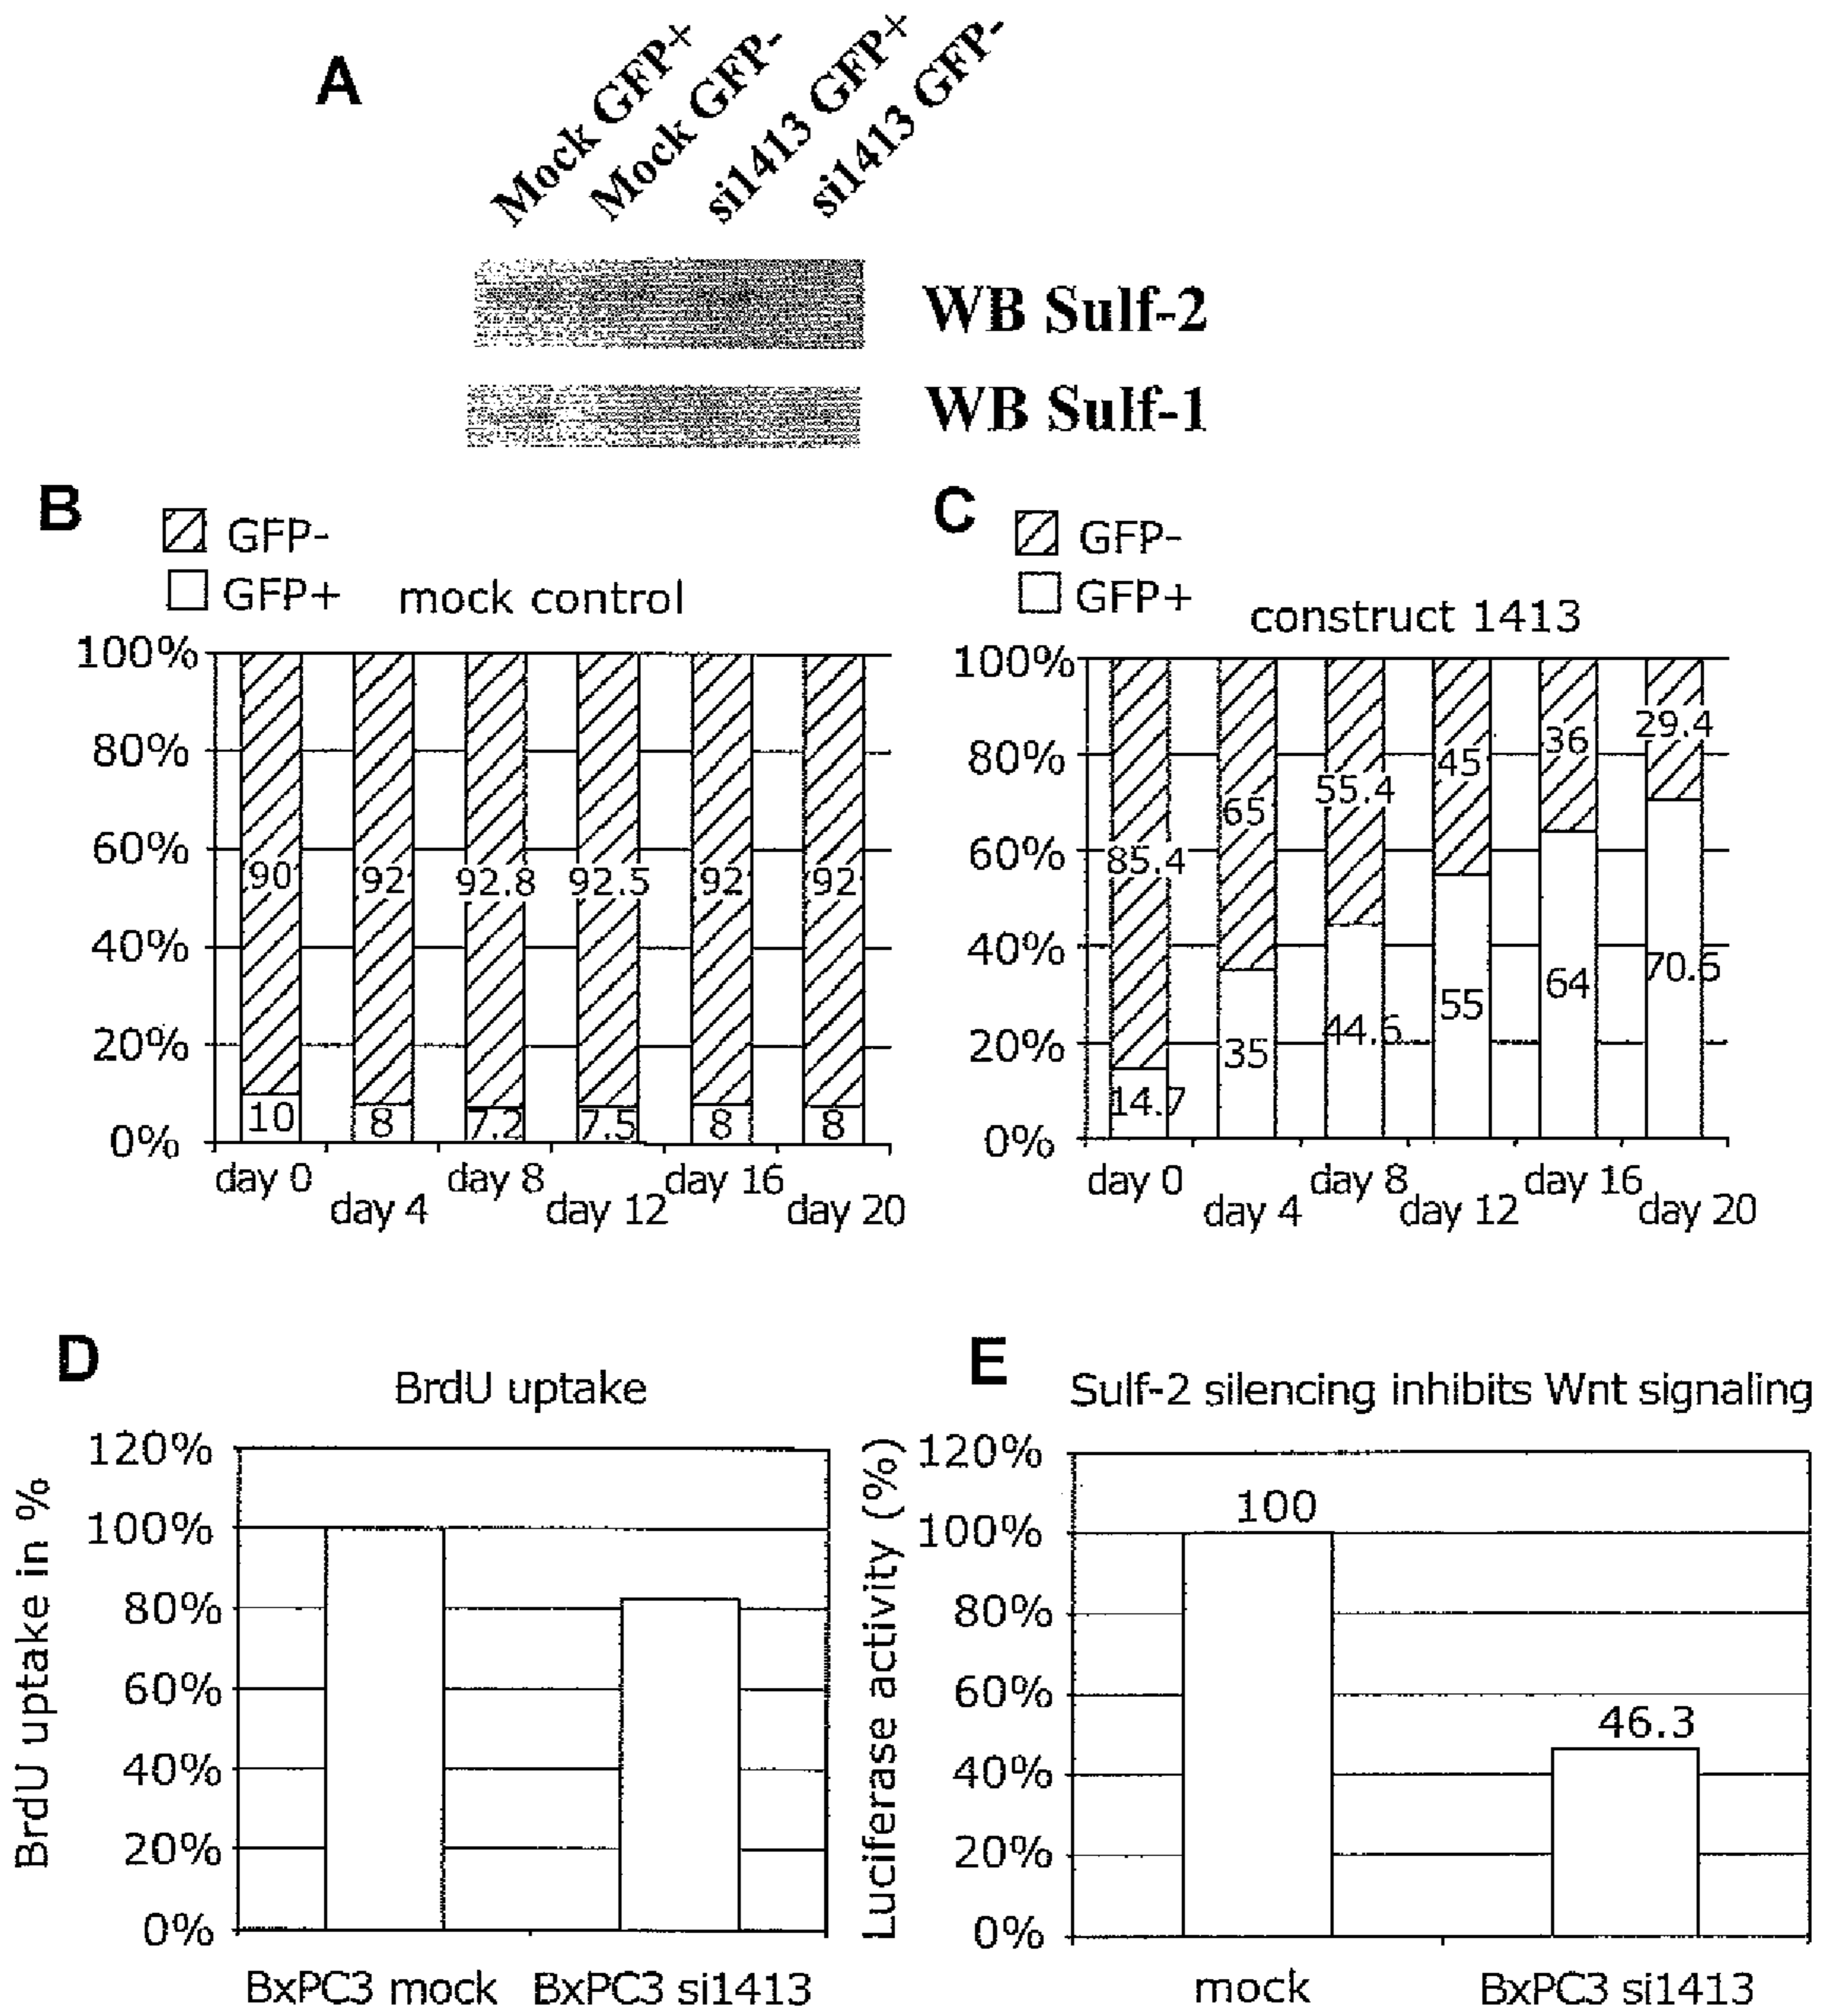 A
Mock GFP+
Mock GFP-
si1413 GFP+
si1413 GFP-
WB Sulf-2
WB Sulf-1
B
GFP-
GFP+
mock control
100%
80%
60%
40%
20%
0%
90
92
92.8
92.5
92
92
10
8
7.2
7.5
8
8
day 0
day 4
day 8
day 12
day 16
day 20
C
GFP-
GFP+
construct 1413
100%
80%
60%
40%
20%
0%
85.4
65
55.4
45
36
29.4
14.7
35
44.6
55
64
70.6
day 0
day 4
day 8
day 12
day 16
day 20
D
BrdU uptake
BrdU uptake in %
120%
100%
80%
60%
40%
20%
0%
BxPC3 mock
BxPC3 si1413
E
Sulf-2 silencing inhibits Wnt signaling
Luciferase activity (%)
120%
100%
80%
60%
40%
20%
0%
100
46.3
mock
BxPC3 si1413